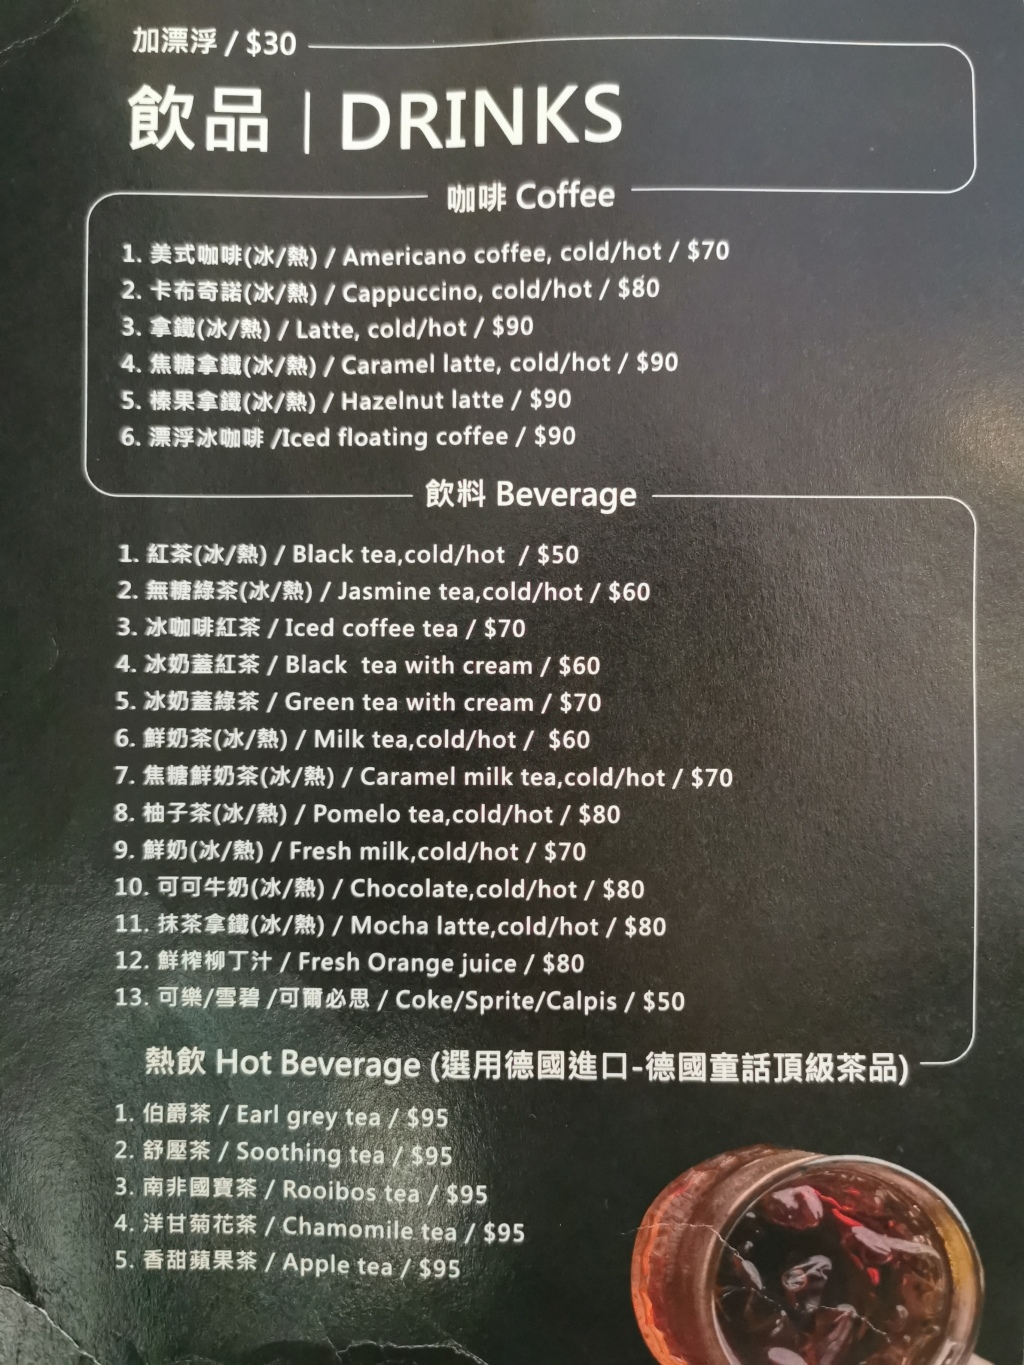 加漂浮 / $30
飲品 | DRINKS
咖啡 Coffee
1. 美式咖啡(冰/熱) / Americano coffee, cold/hot / $70
2. 卡布奇諾(冰/熱) / Cappuccino, cold/hot / $80
3. 拿鐵(冰/熱) / Latte, cold/hot / $90
4. 焦糖拿鐵(冰/熱) / Caramel latte, cold/hot / $90
5. 榛果拿鐵(冰/熱) / Hazelnut latte / $90
6. 漂浮冰咖啡 /Iced floating coffee / $90
飲料 Beverage
1. 紅茶(冰/熱) / Black tea,cold/hot / $50
2. 無糖綠茶(冰/熱) / Jasmine tea,cold/hot / $60
3. 冰咖啡紅茶 / Iced coffee tea / $70
4. 冰奶蓋紅茶 / Black tea with cream / $60
5. 冰奶蓋綠茶 / Green tea with cream / $70
6. 鮮奶茶(冰/熱) / Milk tea,cold/hot / $60
7. 焦糖鮮奶茶(冰/熱) / Caramel milk tea,cold/hot / $70
8. 柚子茶(冰/熱) / Pomelo tea,cold/hot / $80
9. 鮮奶(冰/熱) / Fresh milk,cold/hot / $70
10. 可可牛奶(冰/熱) / Chocolate,cold/hot / $80
11. 抹茶拿鐵(冰/熱) / Mocha latte,cold/hot / $80
12. 鮮榨柳丁汁 / Fresh Orange juice / $80
13. 可樂/雪碧 /可爾必思 / Coke/Sprite/Calpis / $50
熱飲 Hot Beverage (選用德國進口-德國童話頂級茶品)
1. 伯爵茶 / Earl grey tea / $95
2. 舒壓茶 / Soothing tea / $95
3. 南非國寶茶 / Rooibos tea / $95
4. 洋甘菊花茶 / Chamomile tea / $95
5. 香甜蘋果茶 / Apple tea / $95